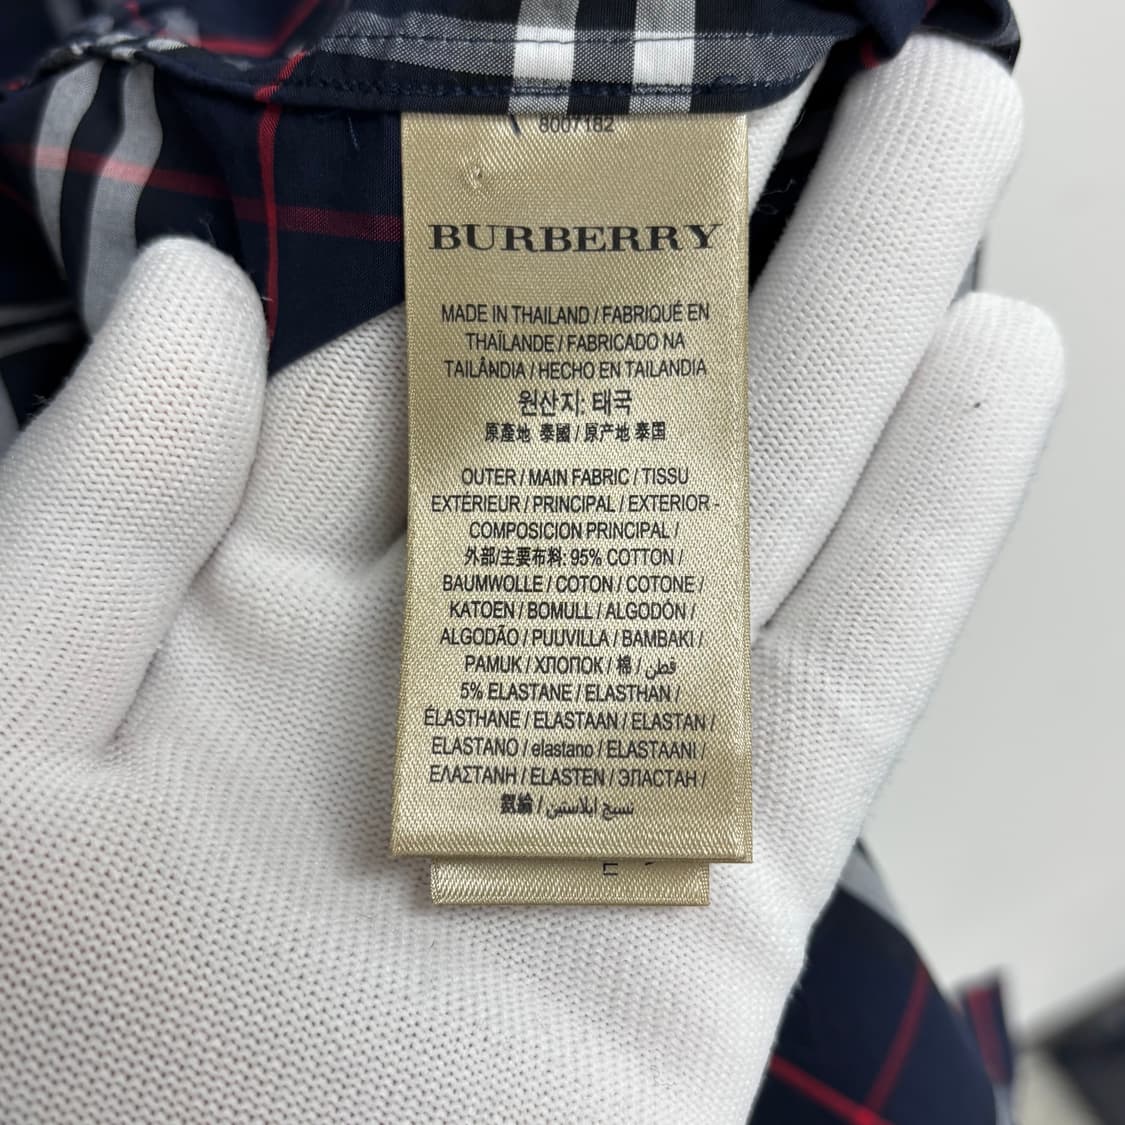 8007182
BURBERRY
MADE IN THAILAND / FABRIQUÉ EN
THAÏLANDE / FABRICADO NA
TAILÂNDIA / HECHO EN TAILANDIA
원산지: 태국
原產地 泰國 / 原产地 泰国
OUTER / MAIN FABRIC / TISSU
EXTÉRIEUR / PRINCIPAL / EXTERIOR -
COMPOSICION PRINCIPAL /
外部/主要布料: 95% COTTON /
BAUMWOLLE / COTON / COTONE /
KATOEN / BOMULL / ALGODÓN /
ALGODÃO / PUUVILLA / BAMBAKI /
PAMUK / ХЛОПОК / 棉 / قطن
5% ELASTANE / ELASTHAN /
ÉLASTHANE / ELASTAAN / ELASTAN /
ELASTANO / elastano / ELASTAANI /
ΕΛΑΣΤΑΝΗ / ELASTEN / ЭЛАСТАН /
氨綸 / نسيج ايلاستيي